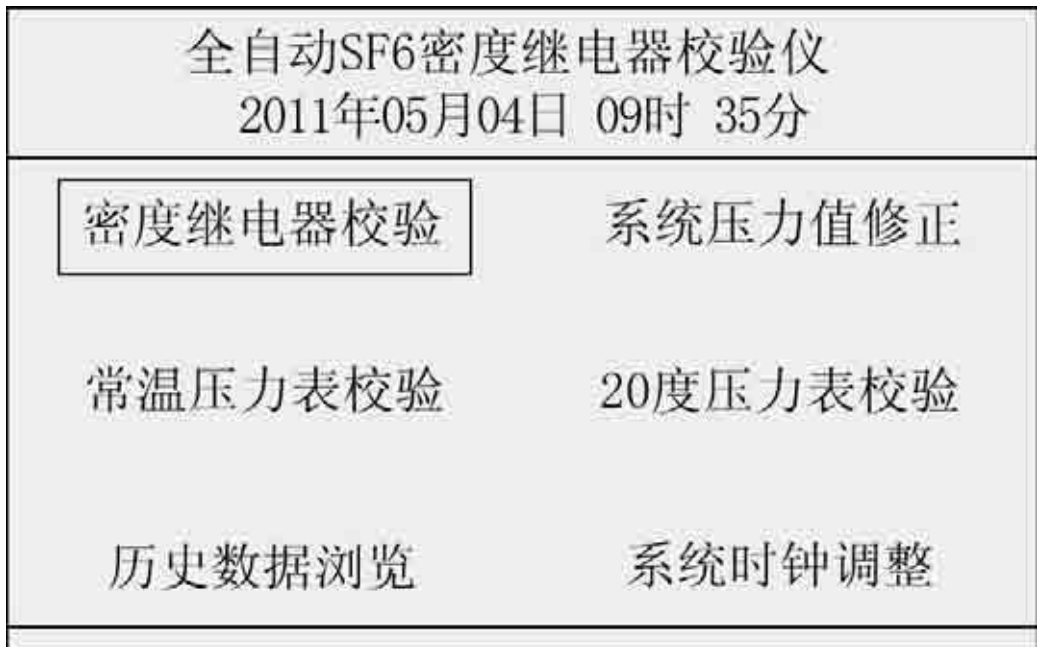 全自动SF6密度继电器校验仪
2011年05月04日 09时 35分
密度继电器校验 系统压力值修正
常温压力表校验 20度压力表校验
历史数据浏览 系统时钟调整